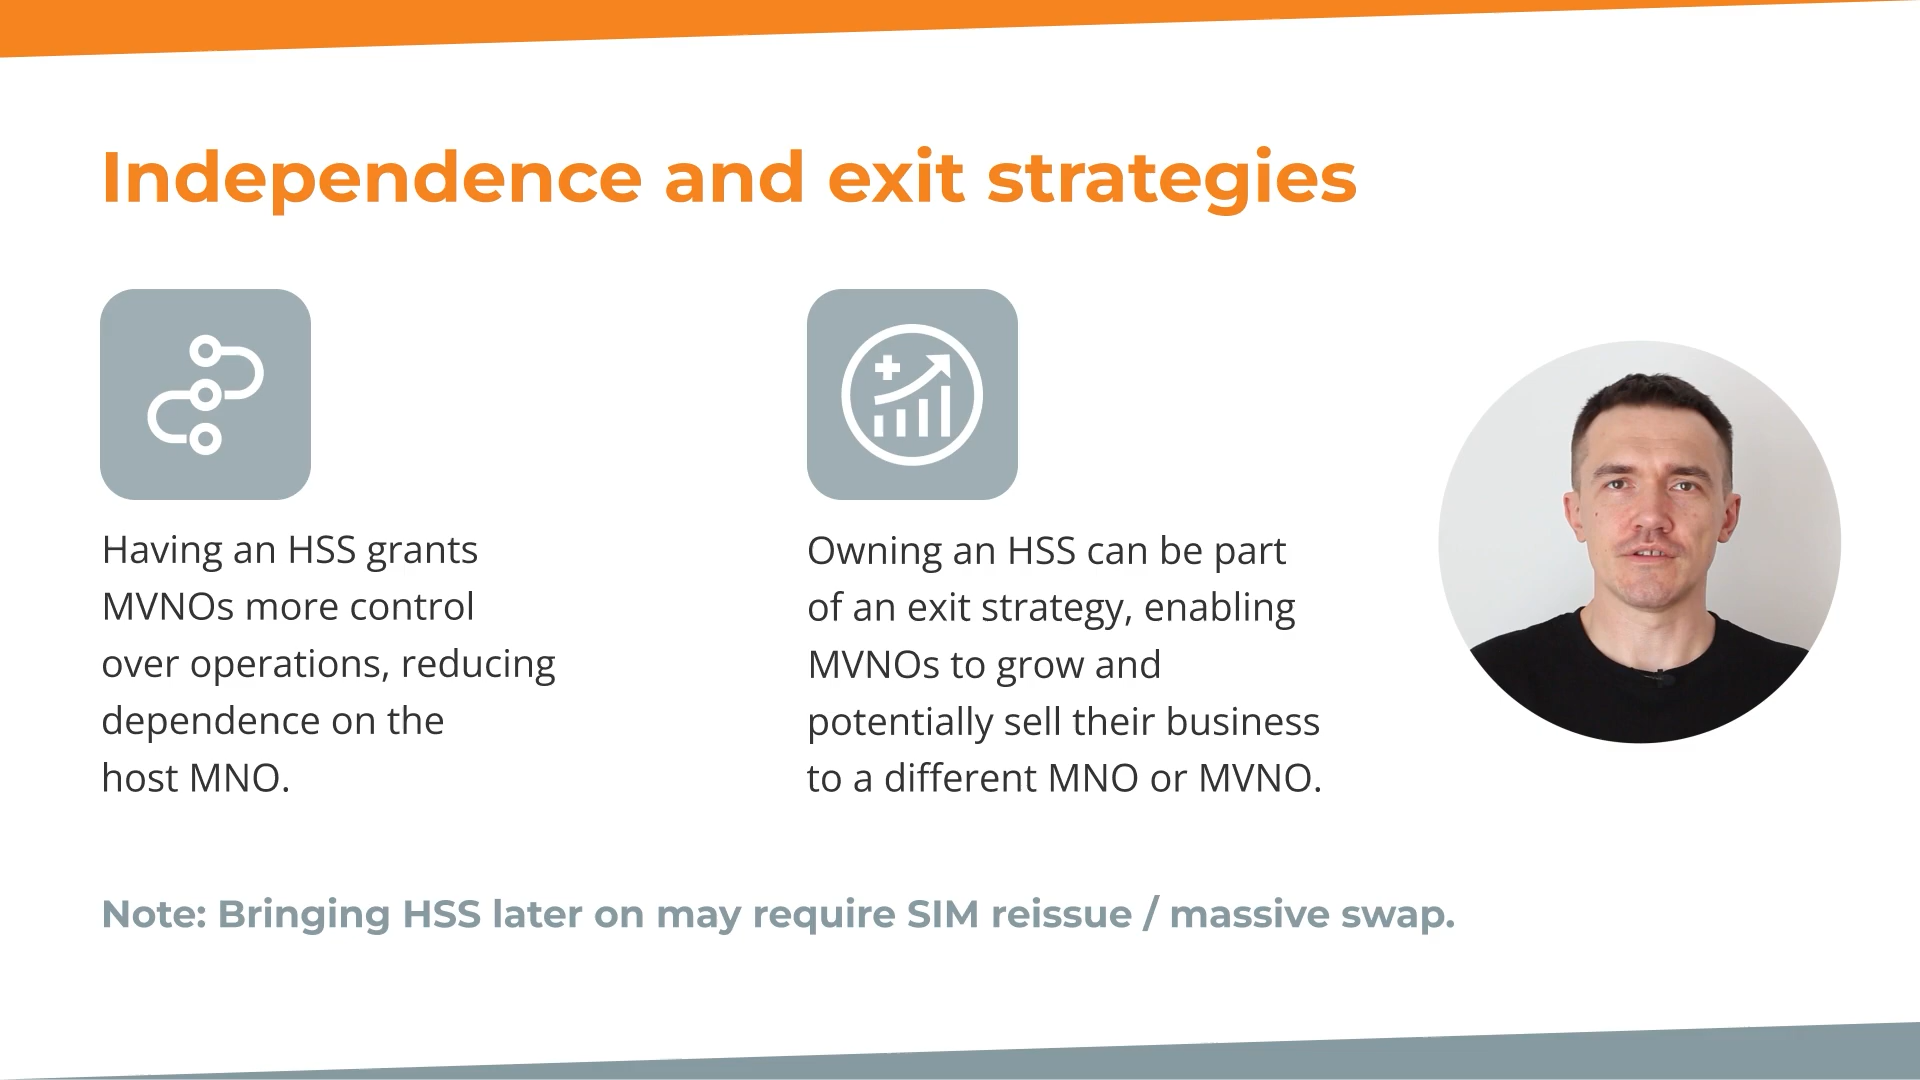 Independence and exit strategies
Having an HSS grants
MVNOs more control
over operations, reducing
dependence on the
host MNO.
Owning an HSS can be part
of an exit strategy, enabling
MVNOs to grow and
potentially sell their business
to a different MNO or MVNO.
Note: Bringing HSS later on may require SIM reissue / massive swap.